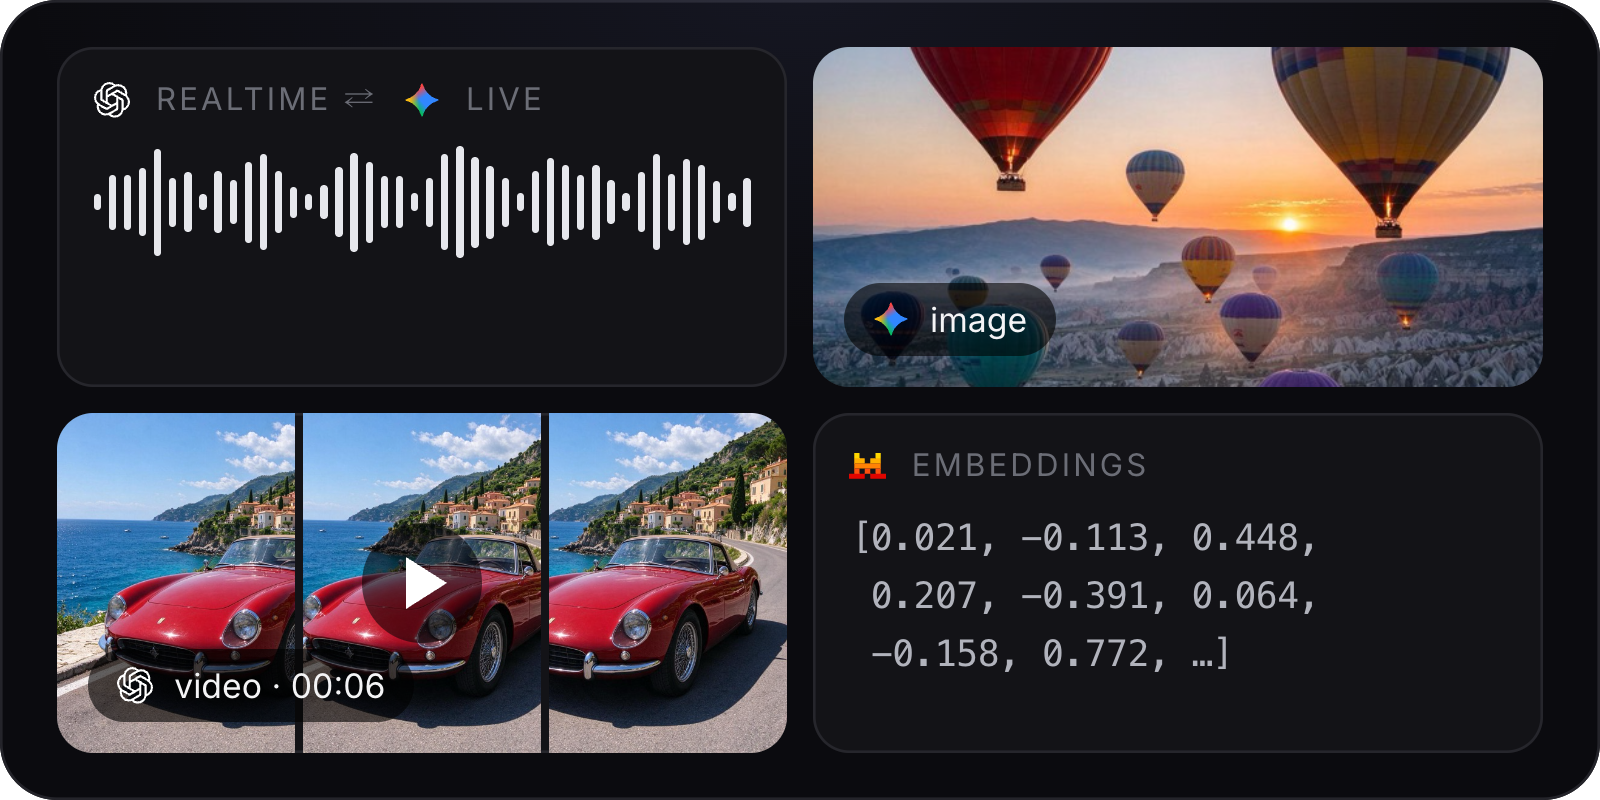 REALTIME ⇄ LIVE
image
video · 00:06
EMBEDDINGS
[0.021, −0.113, 0.448,
0.207, −0.391, 0.064,
−0.158, 0.772, …]